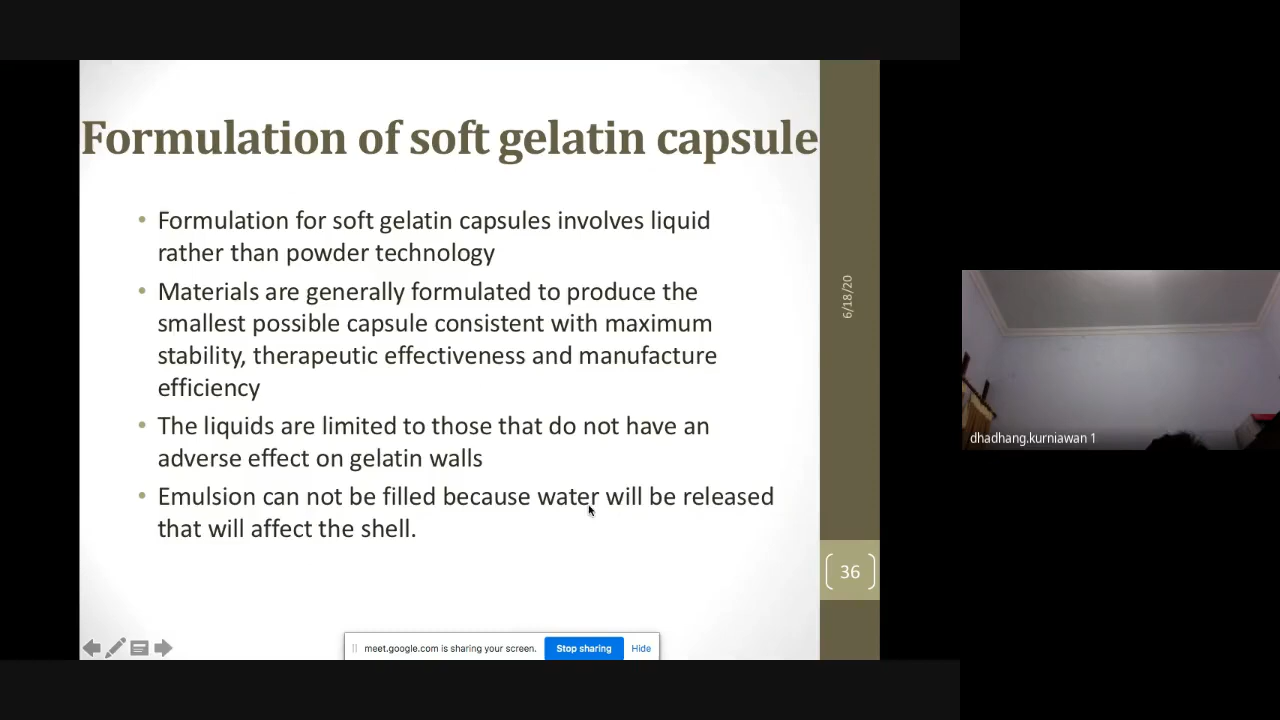 Formulation of soft gelatin capsule
• Formulation for soft gelatin capsules involves liquid
rather than powder technology
• Materials are generally formulated to produce the
smallest possible capsule consistent with maximum
stability, therapeutic effectiveness and manufacture
efficiency
• The liquids are limited to those that do not have an
adverse effect on gelatin walls
• Emulsion can not be filled because water will be released
that will affect the shell.
6/18/20
36
meet.google.com is sharing your screen.
Stop sharing
Hide
dhadhang.kurniawan 1